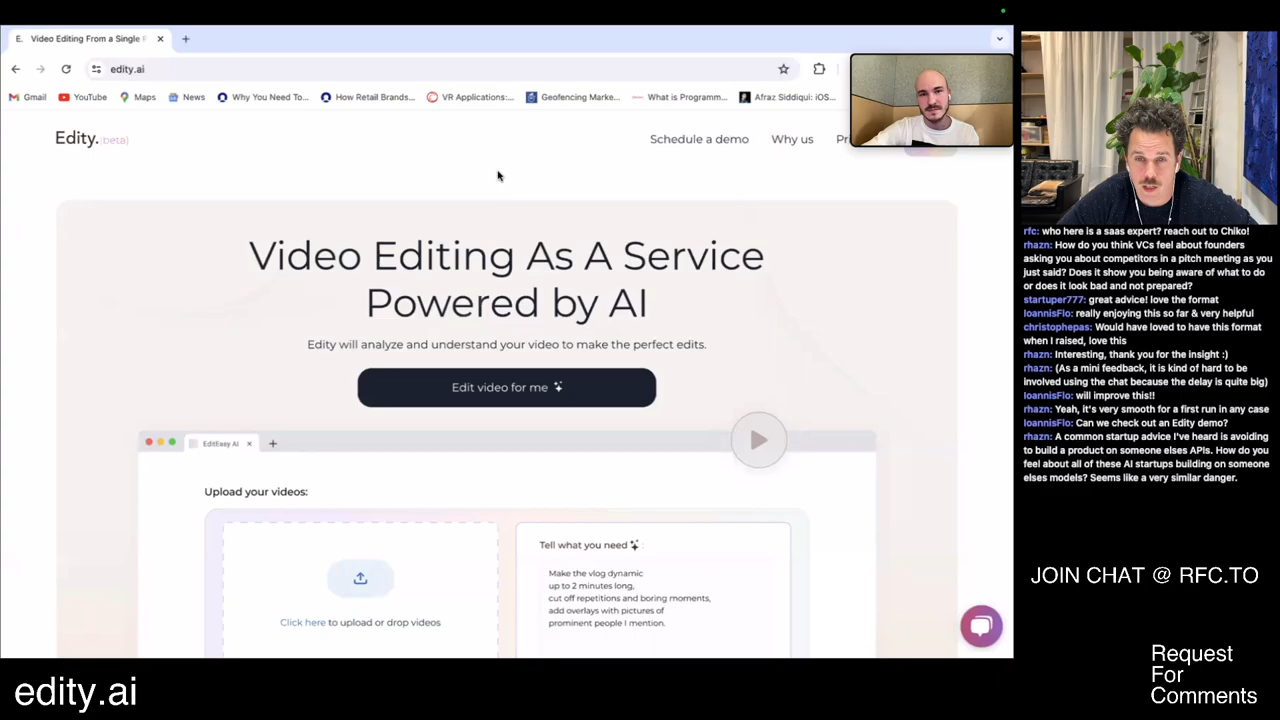 E. Video Editing From a Single
edity.ai
Gmail YouTube Maps News Why You Need To... How Retail Brands... VR Applications:... Geofencing Marke... What is Programm... Afraz Siddiqui: iOS...
Edity.(beta)
Schedule a demo Why us
Video Editing As A Service
Powered by AI
Edity will analyze and understand your video to make the perfect edits.
Edit video for me
EditEasy AI
Upload your videos:
Click here to upload or drop videos
Tell what you need
Make the vlog dynamic
up to 2 minutes long,
cut off repetitions and boring moments,
add overlays with pictures of
prominent people I mention.
rfc: who here is a saas expert? reach out to Chiko!
rhazn: How do you think VCs feel about founders
asking you about competitors in a pitch meeting as you
just said? Does it show you being aware of what to do
or does it look bad and not prepared?
startuper777: great advice! love the format
IoannisFlo: really enjoying this so far & very helpful
christophepas: Would have loved to have this format
when I raised, love this
rhazn: Interesting, thank you for the insight :)
rhazn: (As a mini feedback, it is kind of hard to be
involved using the chat because the delay is quite big)
IoannisFlo: will improve this!!
rhazn: Yeah, it's very smooth for a first run in any case
IoannisFlo: Can we check out an Edity demo?
rhazn: A common startup advice I've heard is avoiding
to build a product on someone elses APIs. How do you
feel about all of these AI startups building on someone
elses models? Seems like a very similar danger.
JOIN CHAT @ RFC.TO
Request
For
Comments
edity.ai